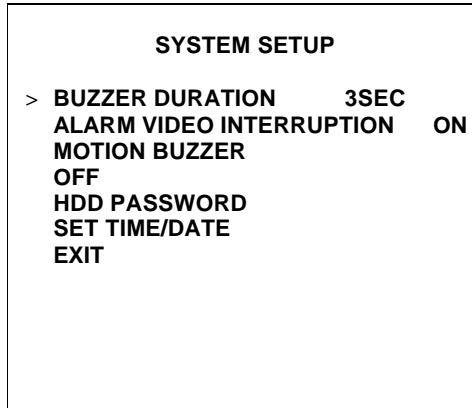 SYSTEM SETUP
> BUZZER DURATION 3SEC
ALARM VIDEO INTERRUPTION ON
MOTION BUZZER
OFF
HDD PASSWORD
SET TIME/DATE
EXIT